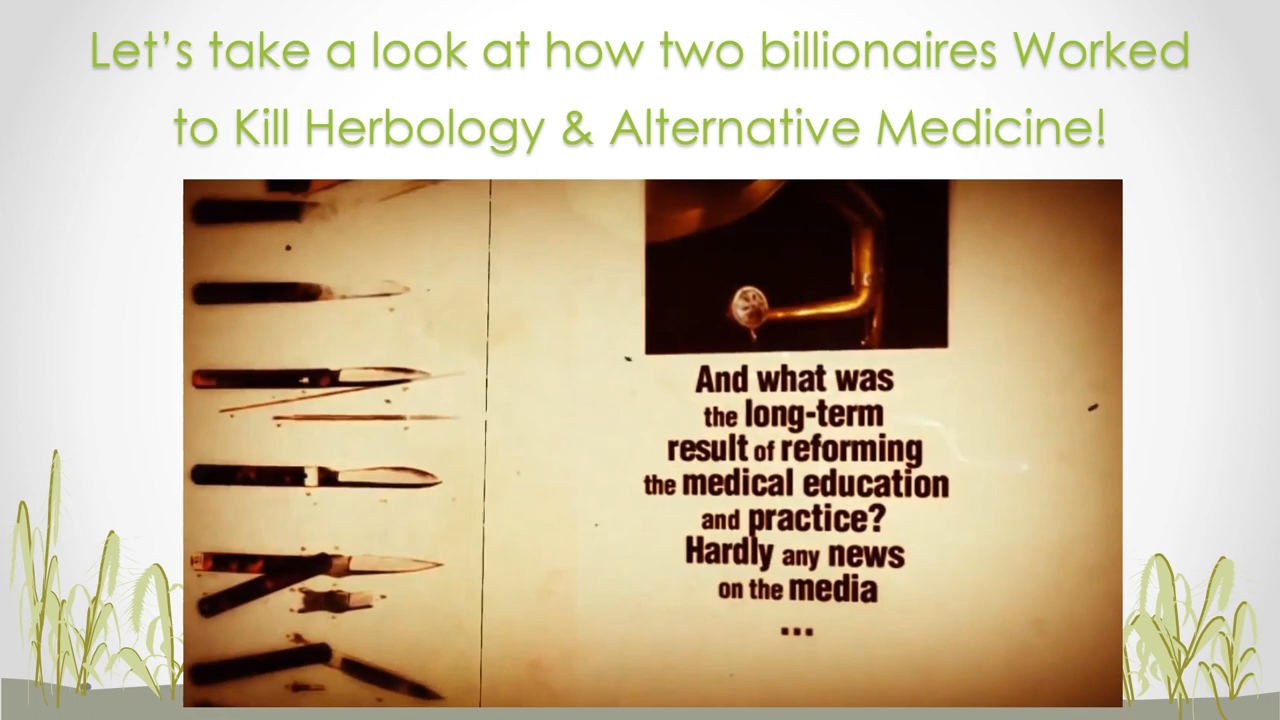 Let’s take a look at how two billionaires Worked
to Kill Herbology & Alternative Medicine!
And what was
the long-term
result of reforming
the medical education
and practice?
Hardly any news
on the media
...